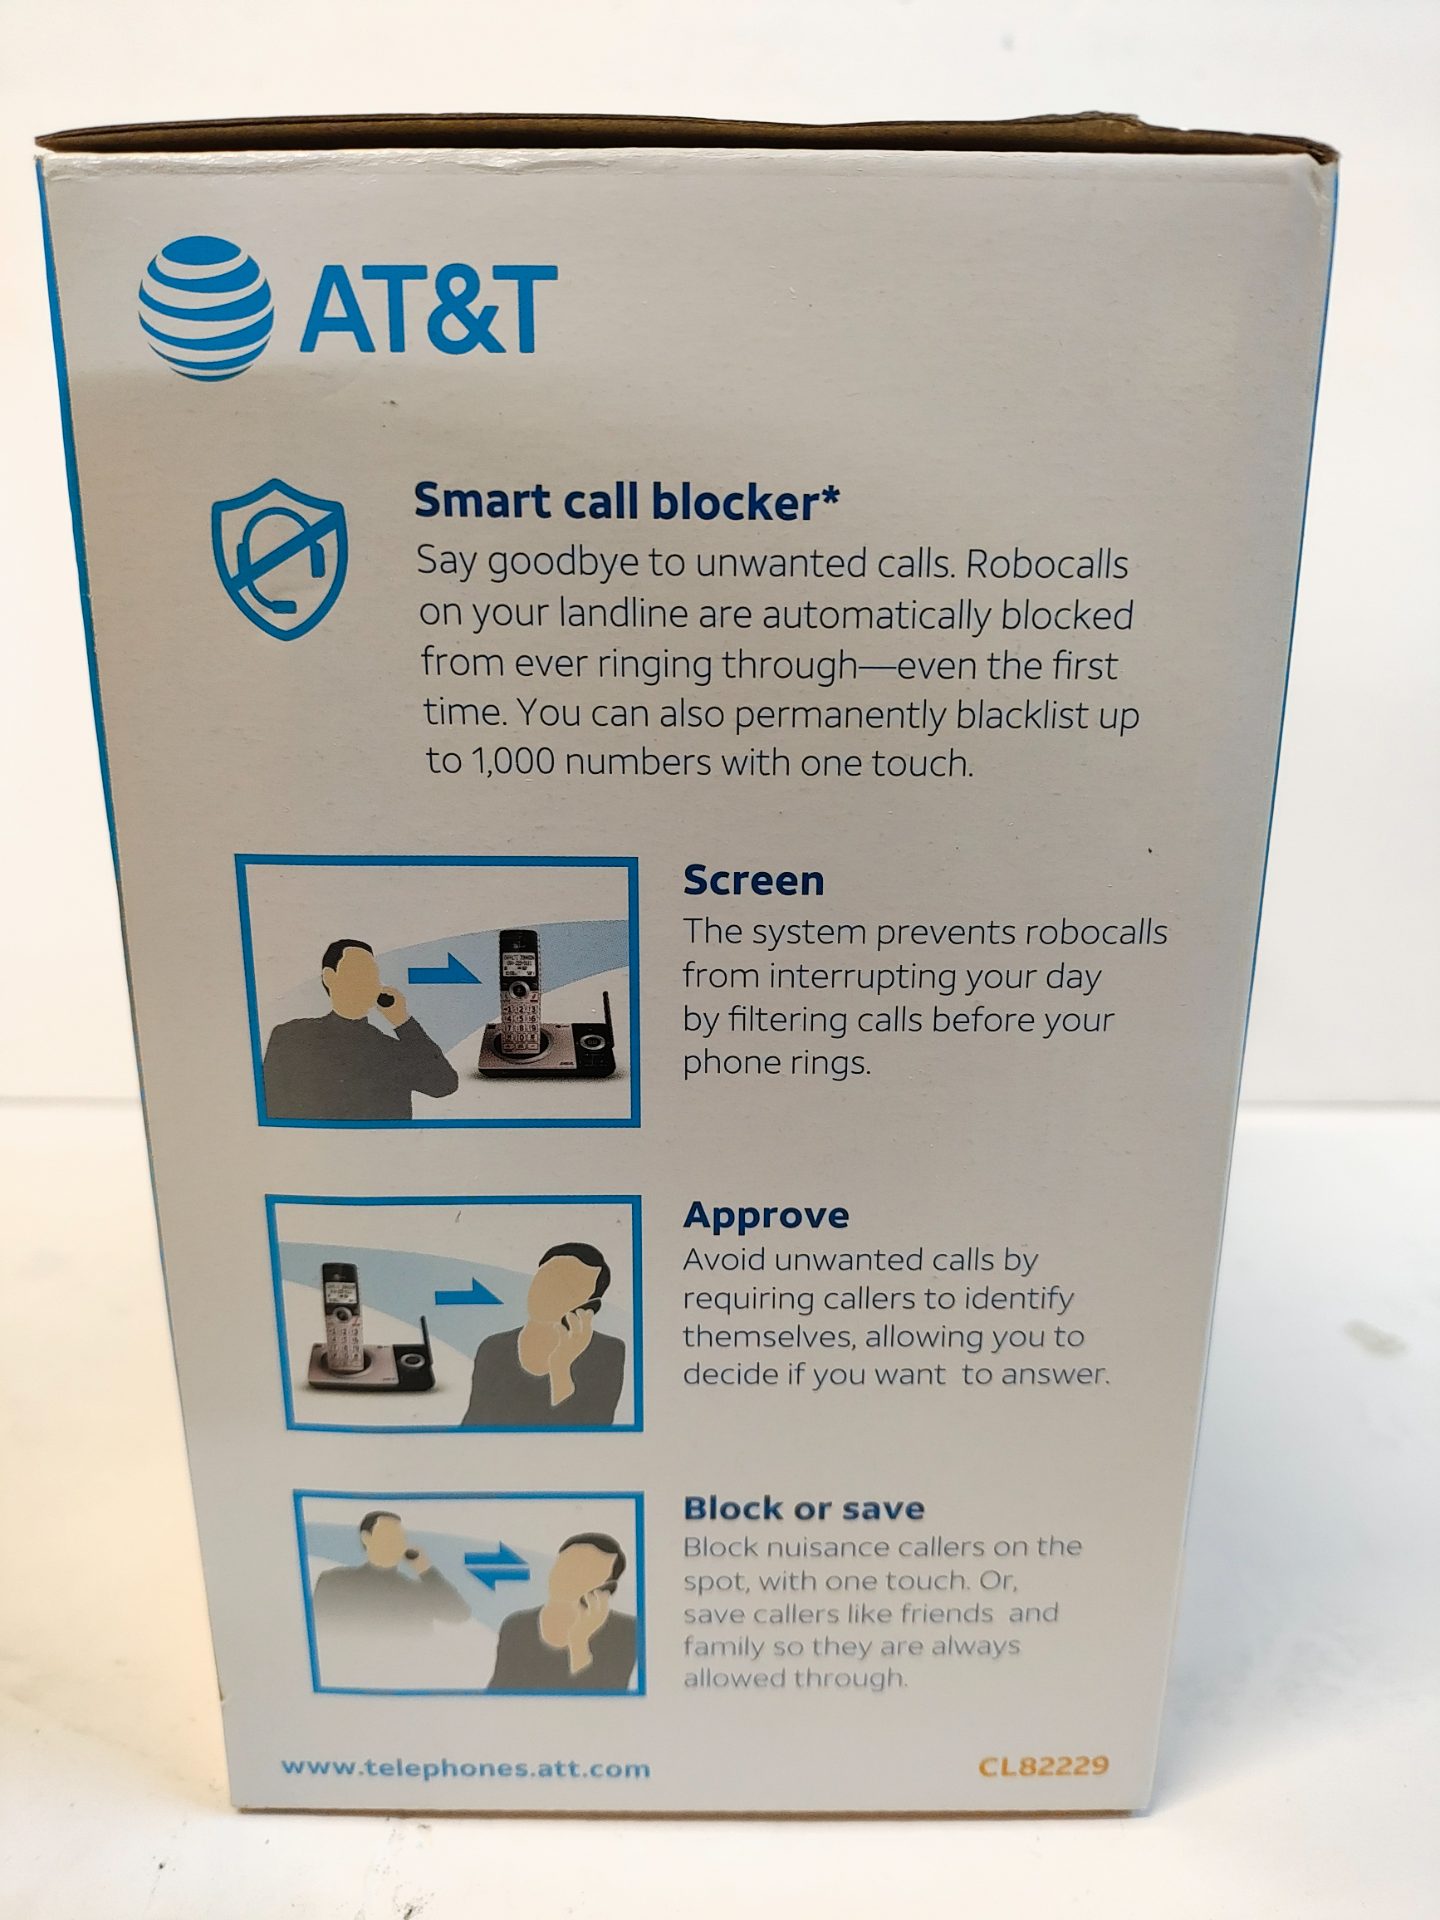 AT&T
Smart call blocker*
Say goodbye to unwanted calls. Robocalls
on your landline are automatically blocked
from ever ringing through—even the first
time. You can also permanently blacklist up
to 1,000 numbers with one touch.
Screen
The system prevents robocalls
from interrupting your day
by filtering calls before your
phone rings.
Approve
Avoid unwanted calls by
requiring callers to identify
themselves, allowing you to
decide if you want to answer.
Block or save
Block nuisance callers on the
spot, with one touch. Or,
save callers like friends and
family so they are always
allowed through.
www.telephones.att.com
CL82229